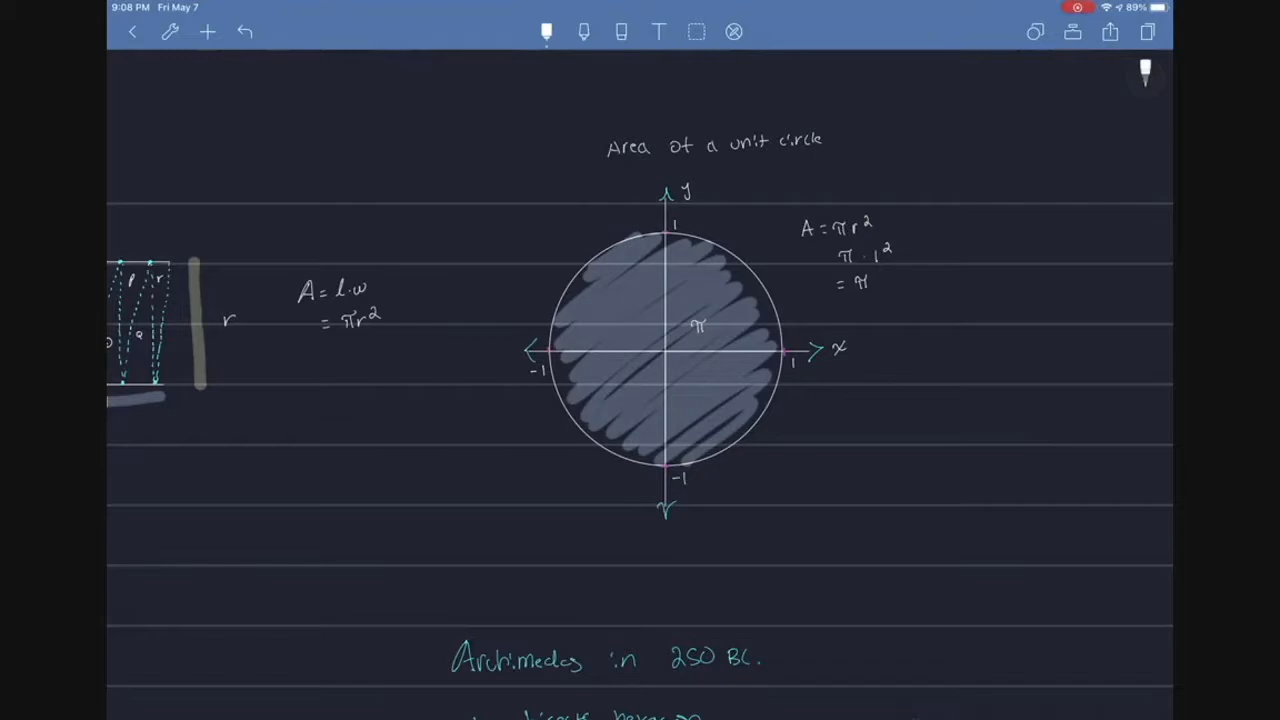 9:08 PM Fri May 7
89%
T
Area of a unit circle
y
1
A = πr²
π · 1²
= π
p r
a
r
A = l·w
= πr²
π
x
-1
1
-1
Archimedes in 250 BC.